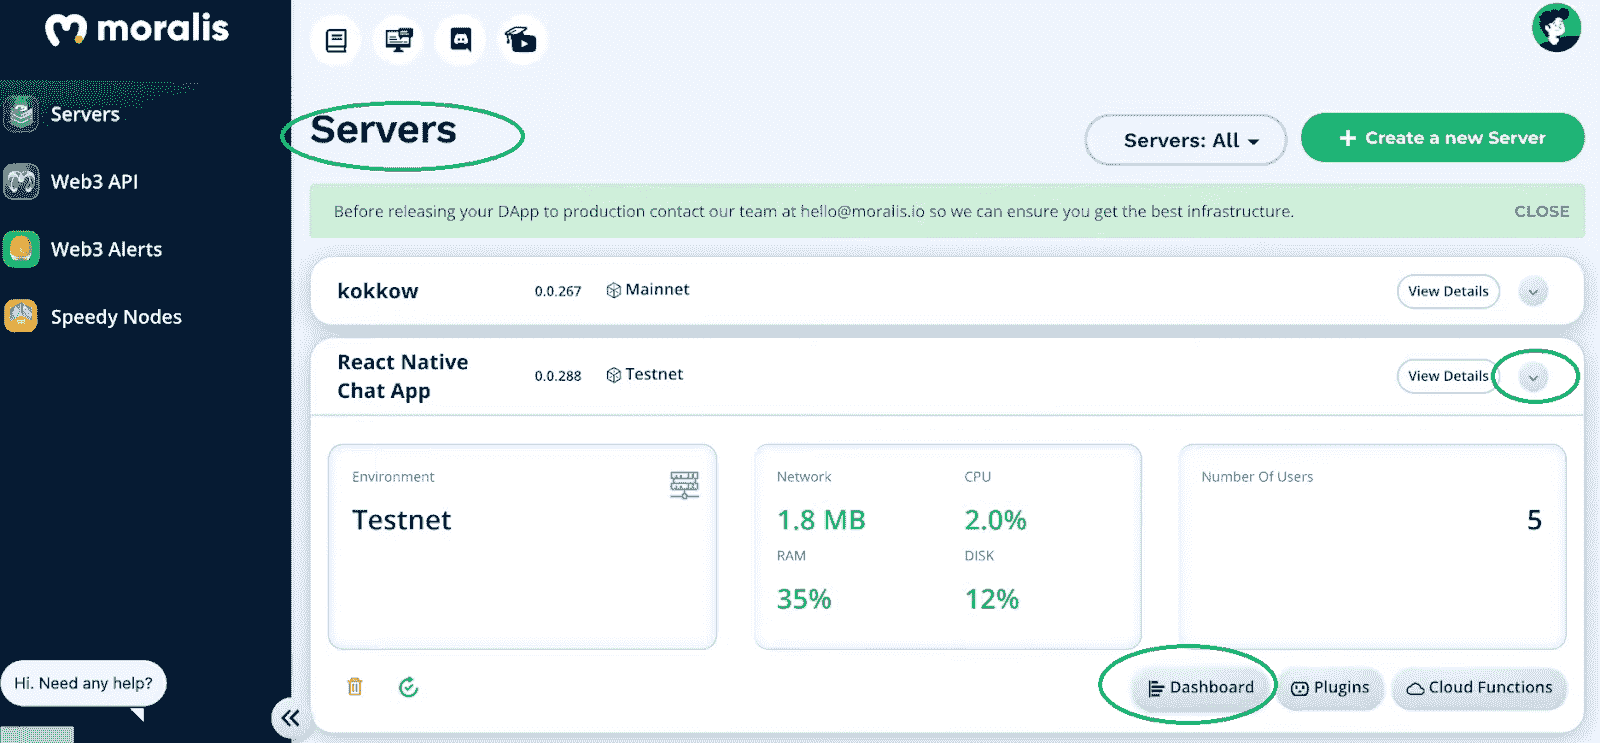 moralis
Servers
Web3 API
Web3 Alerts
Speedy Nodes
Hi. Need any help?
Servers
Servers: All
+ Create a new Server
Before releasing your DApp to production contact our team at hello@moralis.io so we can ensure you get the best infrastructure.
CLOSE
kokkow
0.0.267
Mainnet
View Details
React Native
Chat App
0.0.288
Testnet
View Details
Environment
Testnet
Network
CPU
1.8 MB
2.0%
RAM
DISK
35%
12%
Number Of Users
5
Dashboard
Plugins
Cloud Functions